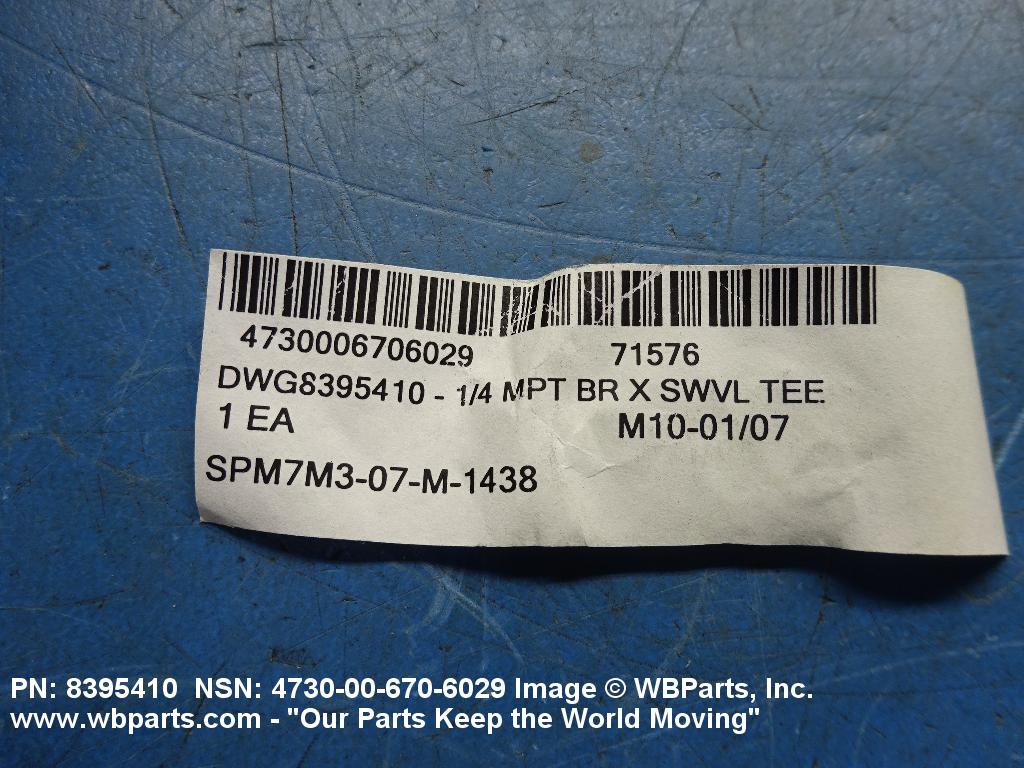 4730006706029 71576
DWG8395410 - 1/4 MPT BR X SWVL TEE
1 EA M10-01/07
SPM7M3-07-M-1438
PN: 8395410 NSN: 4730-00-670-6029 Image © WBParts, Inc.
www.wbparts.com - "Our Parts Keep the World Moving"